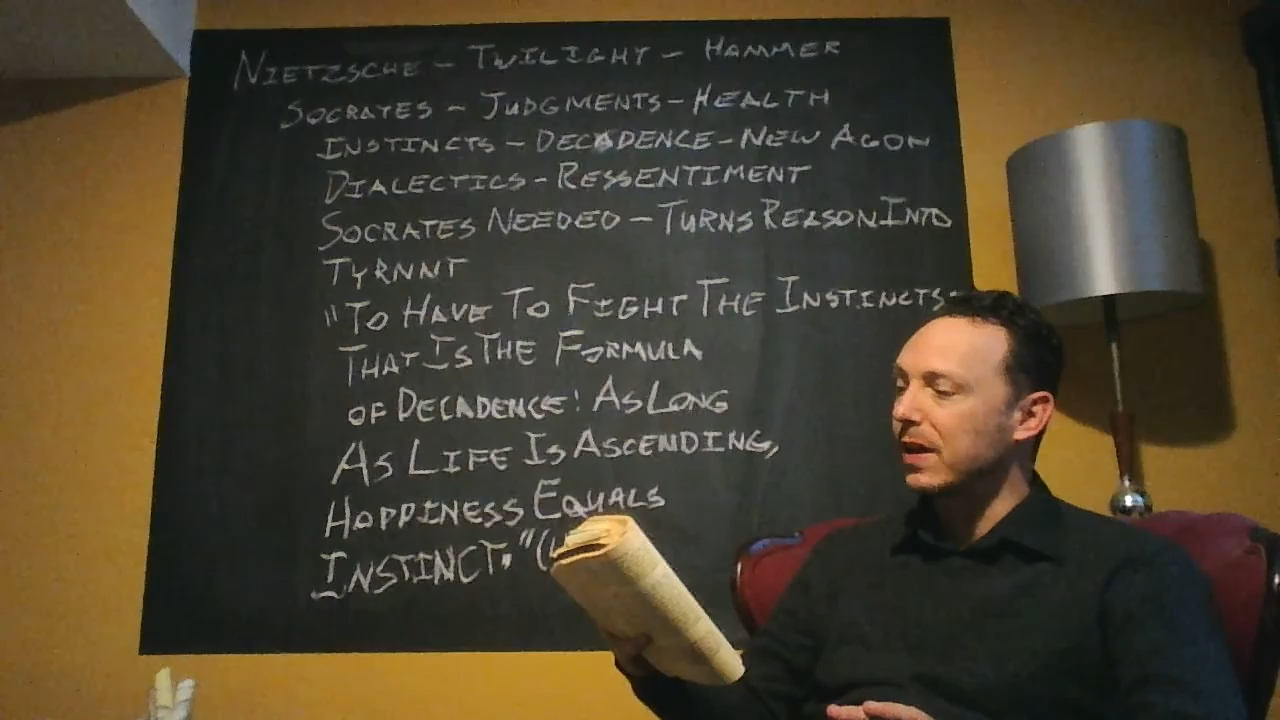 NIETZSCHE - TWILIGHT - HAMMER
SOCRATES - JUDGMENTS - HEALTH
INSTINCTS - DECADENCE - NEW AGON
DIALECTICS - RESSENTIMENT
SOCRATES NEEDED - TURNS REASON INTO
TYRNNT
"TO HAVE TO FIGHT THE INSTINCTS-
THAT IS THE FORMULA
OF DECADENCE: AS LONG
AS LIFE IS ASCENDING,
HAPPINESS EQUALS
INSTINCT."(